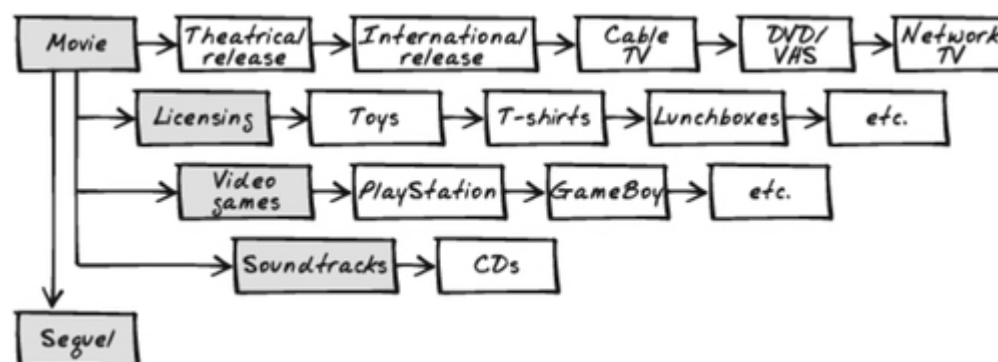 Movie
Theatrical
release
International
release
Cable
TV
DVD/
VHS
Network
TV
Licensing
Toys
T-shirts
Lunchboxes
etc.
Video
games
PlayStation
GameBoy
etc.
Soundtracks
CDs
Sequel